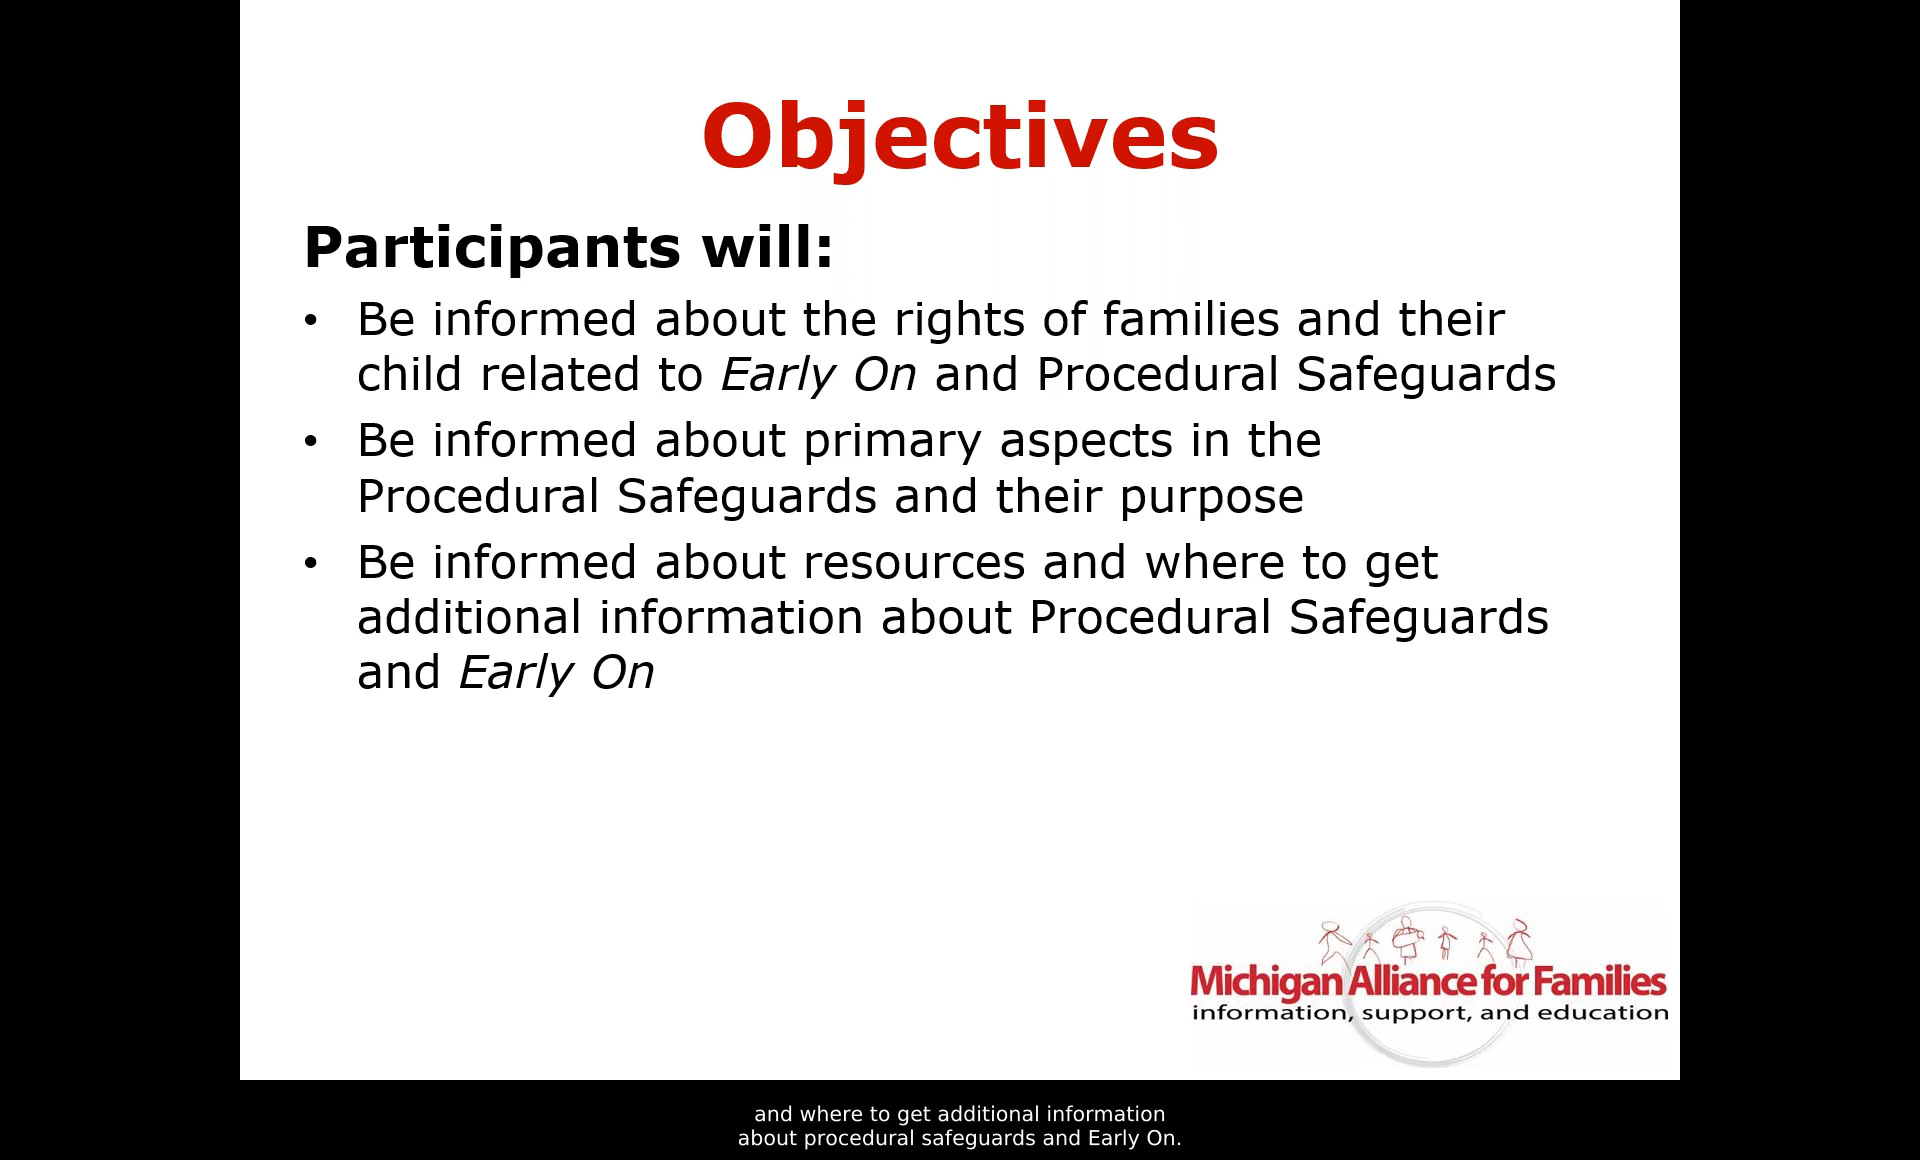 Objectives
Participants will:
• Be informed about the rights of families and their
child related to Early On and Procedural Safeguards
• Be informed about primary aspects in the
Procedural Safeguards and their purpose
• Be informed about resources and where to get
additional information about Procedural Safeguards
and Early On
Michigan Alliance for Families
information, support, and education
and where to get additional information
about procedural safeguards and Early On.